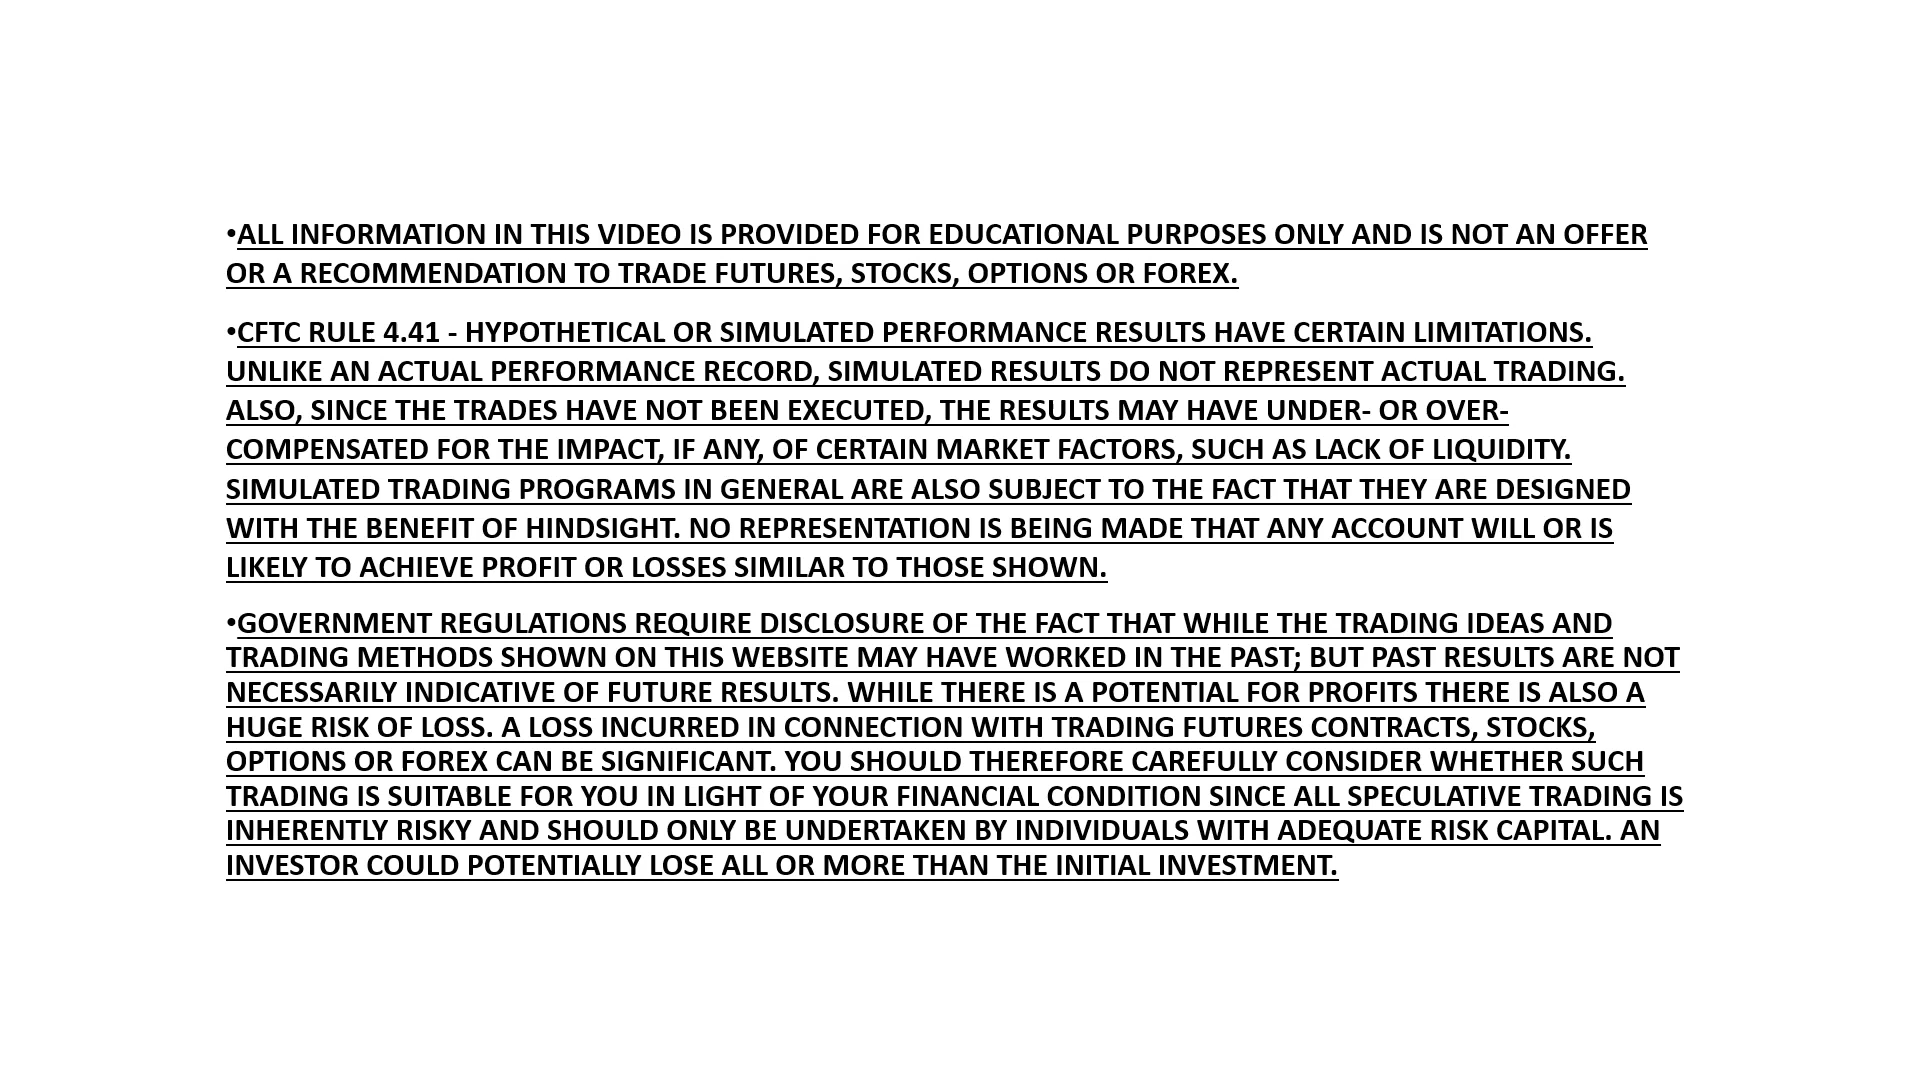 •ALL INFORMATION IN THIS VIDEO IS PROVIDED FOR EDUCATIONAL PURPOSES ONLY AND IS NOT AN OFFER
OR A RECOMMENDATION TO TRADE FUTURES, STOCKS, OPTIONS OR FOREX.
•CFTC RULE 4.41 - HYPOTHETICAL OR SIMULATED PERFORMANCE RESULTS HAVE CERTAIN LIMITATIONS.
UNLIKE AN ACTUAL PERFORMANCE RECORD, SIMULATED RESULTS DO NOT REPRESENT ACTUAL TRADING.
ALSO, SINCE THE TRADES HAVE NOT BEEN EXECUTED, THE RESULTS MAY HAVE UNDER- OR OVER-
COMPENSATED FOR THE IMPACT, IF ANY, OF CERTAIN MARKET FACTORS, SUCH AS LACK OF LIQUIDITY.
SIMULATED TRADING PROGRAMS IN GENERAL ARE ALSO SUBJECT TO THE FACT THAT THEY ARE DESIGNED
WITH THE BENEFIT OF HINDSIGHT. NO REPRESENTATION IS BEING MADE THAT ANY ACCOUNT WILL OR IS
LIKELY TO ACHIEVE PROFIT OR LOSSES SIMILAR TO THOSE SHOWN.
•GOVERNMENT REGULATIONS REQUIRE DISCLOSURE OF THE FACT THAT WHILE THE TRADING IDEAS AND
TRADING METHODS SHOWN ON THIS WEBSITE MAY HAVE WORKED IN THE PAST; BUT PAST RESULTS ARE NOT
NECESSARILY INDICATIVE OF FUTURE RESULTS. WHILE THERE IS A POTENTIAL FOR PROFITS THERE IS ALSO A
HUGE RISK OF LOSS. A LOSS INCURRED IN CONNECTION WITH TRADING FUTURES CONTRACTS, STOCKS,
OPTIONS OR FOREX CAN BE SIGNIFICANT. YOU SHOULD THEREFORE CAREFULLY CONSIDER WHETHER SUCH
TRADING IS SUITABLE FOR YOU IN LIGHT OF YOUR FINANCIAL CONDITION SINCE ALL SPECULATIVE TRADING IS
INHERENTLY RISKY AND SHOULD ONLY BE UNDERTAKEN BY INDIVIDUALS WITH ADEQUATE RISK CAPITAL. AN
INVESTOR COULD POTENTIALLY LOSE ALL OR MORE THAN THE INITIAL INVESTMENT.